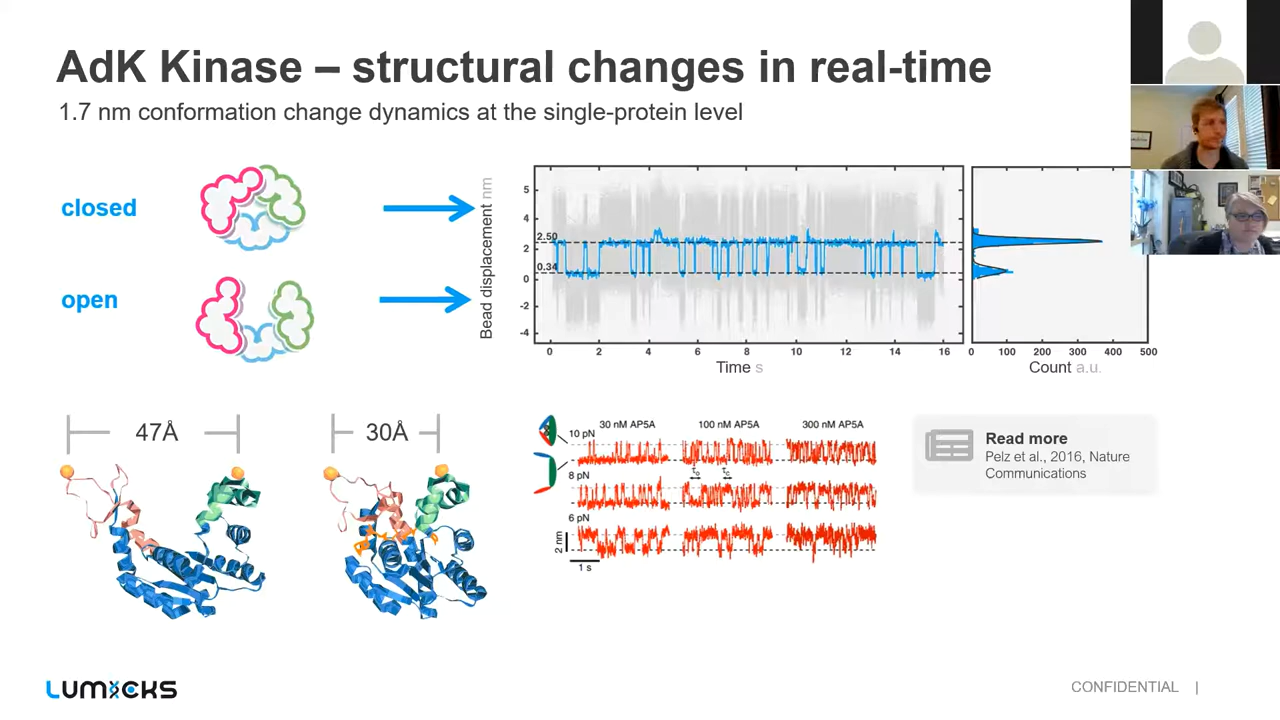 AdK Kinase – structural changes in real-time
1.7 nm conformation change dynamics at the single-protein level
closed
open
Bead displacement nm
5
4
2.50
2
0.34
0
-2
-4
0 2 4 6 8 10 12 14 16
Time s
0 100 200 300 400 500
Count a.u.
47Å
30Å
30 nM AP5A 100 nM AP5A 300 nM AP5A
10 pN
8 pN
6 pN
τo τc
2 nm
1 s
Read more
Pelz et al., 2016, Nature
Communications
LUMICKS
CONFIDENTIAL |